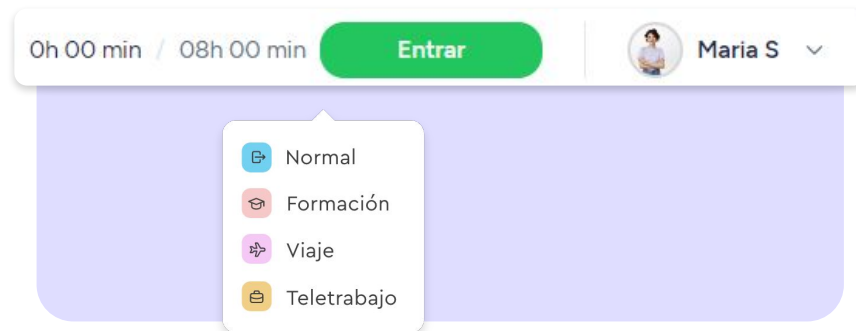 0h 00 min / 08h 00 min Entrar Maria S
Normal
Formación
Viaje
Teletrabajo